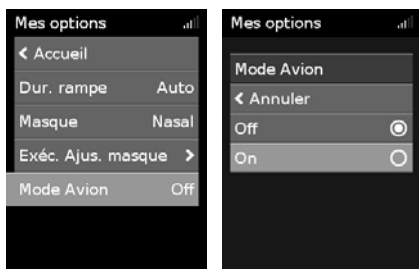 Mes options
< Accueil
Dur. rampe Auto
Masque Nasal
Exéc. Ajus. masque >
Mode Avion Off
Mes options
Mode Avion
< Annuler
Off
On